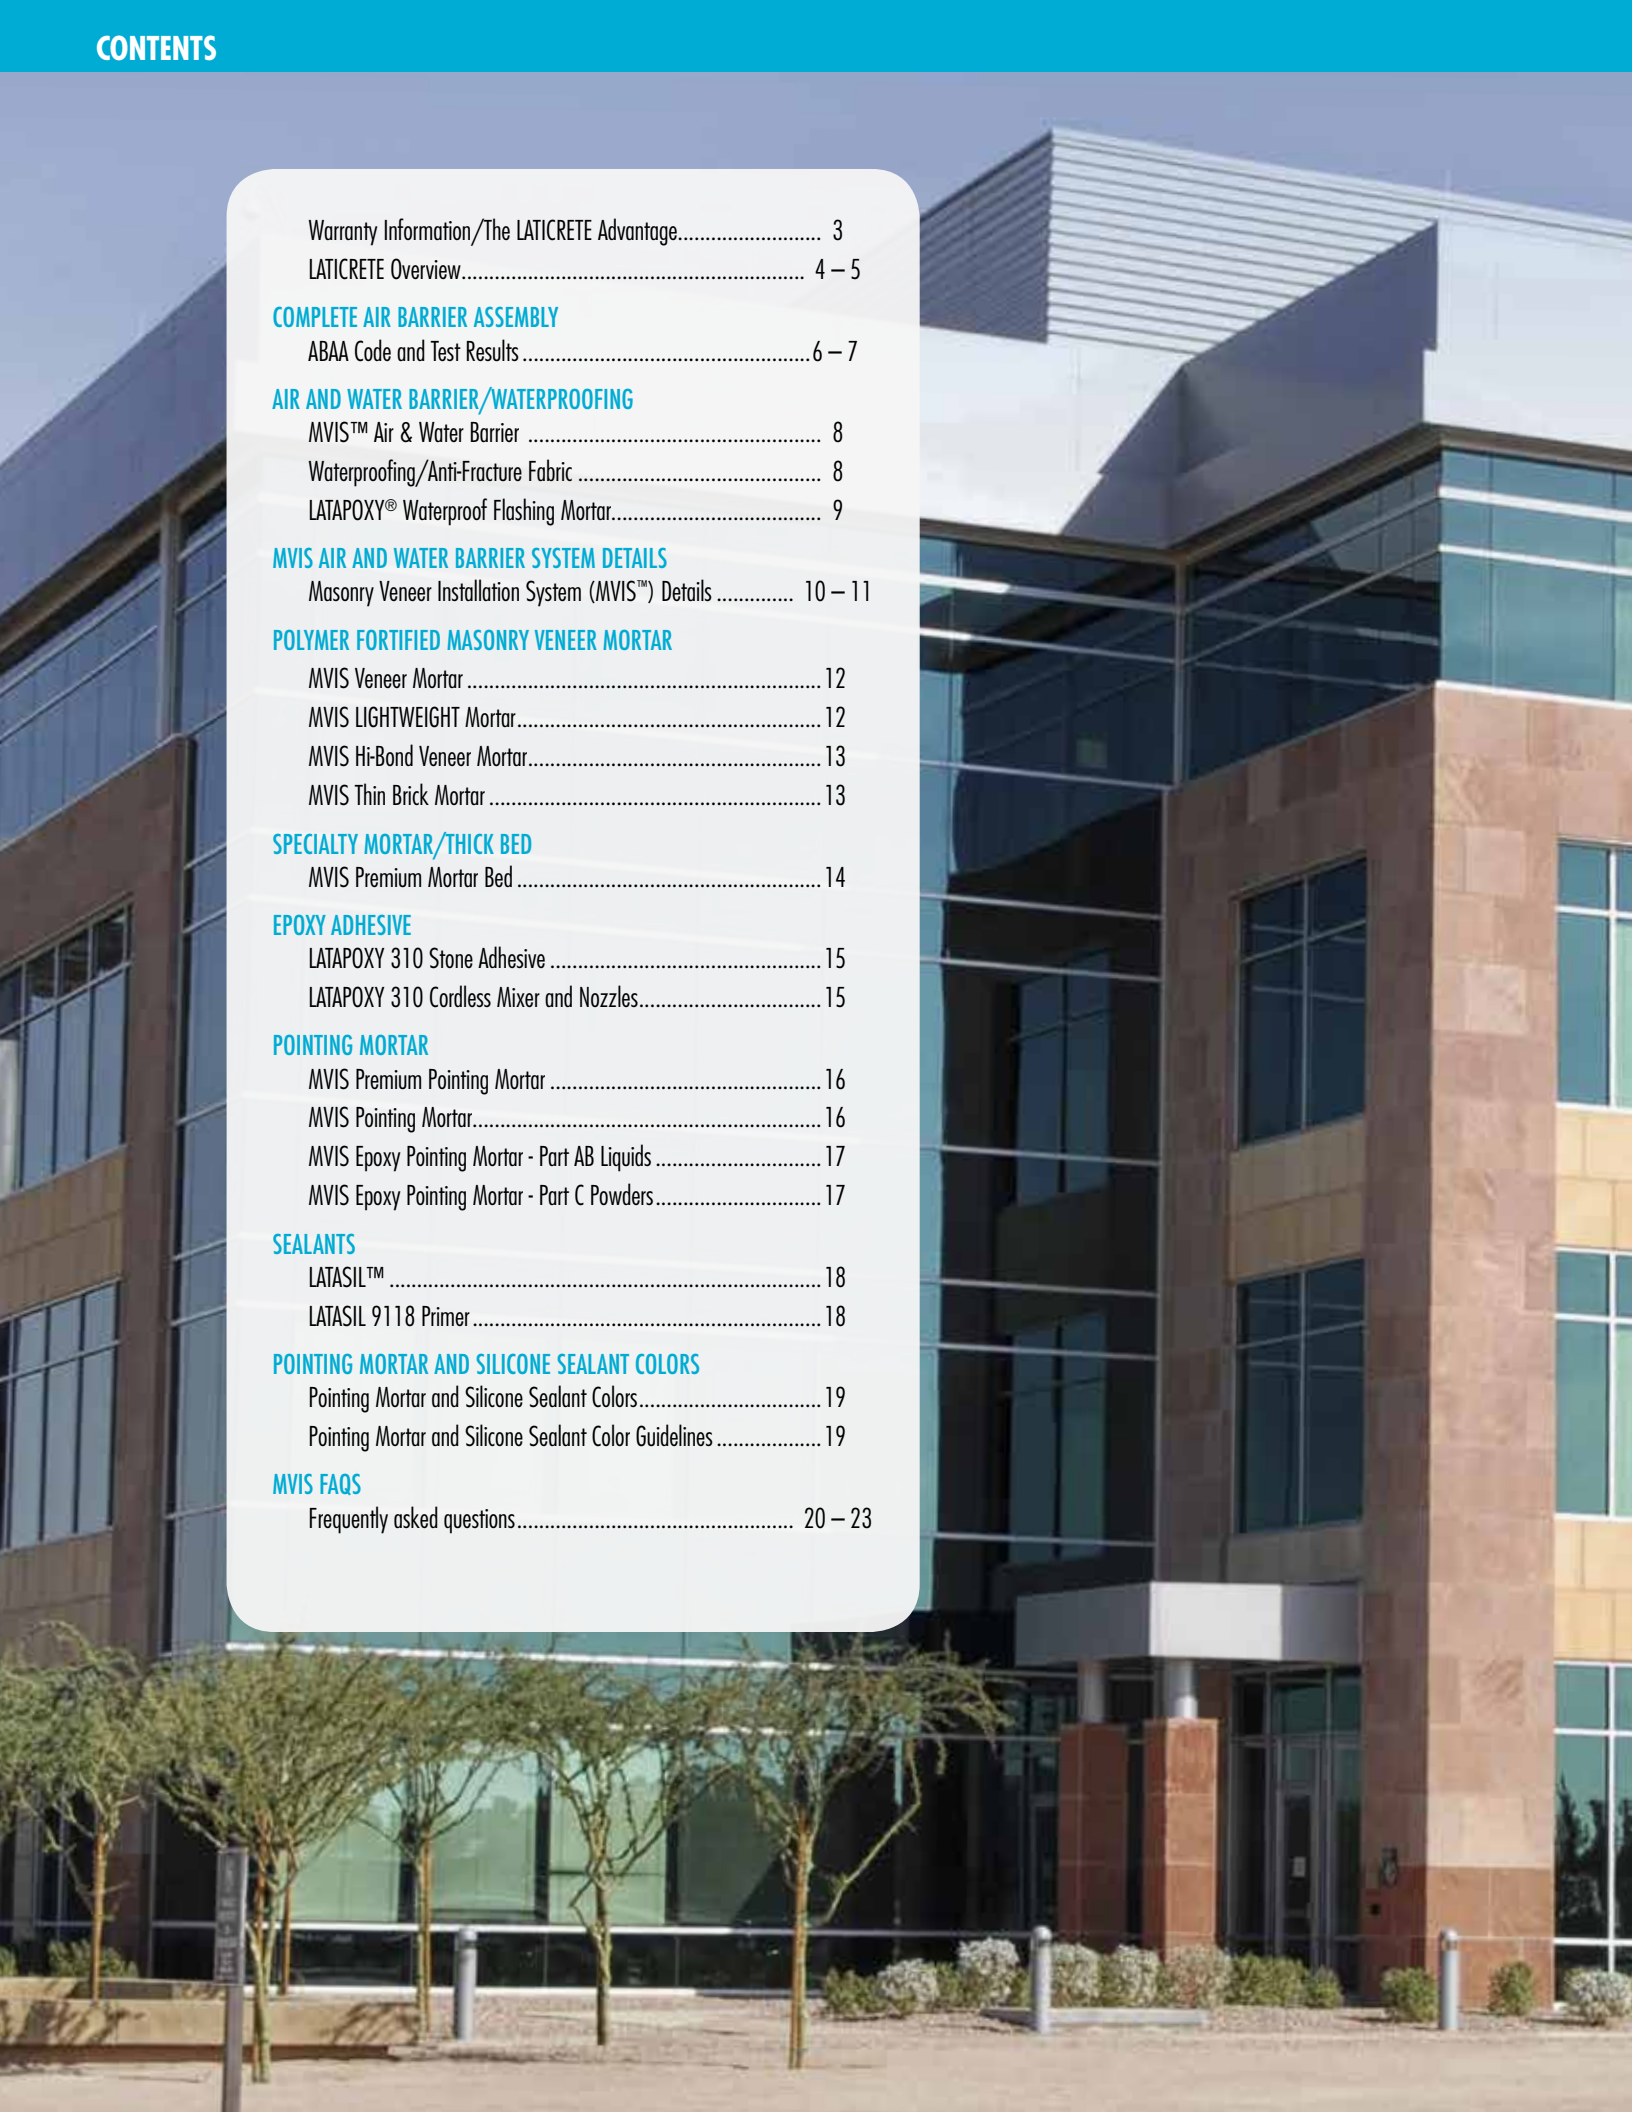 CONTENTS
Warranty Information/The LATICRETE Advantage.......................... 3
LATICRETE Overview.............................................................. 4 – 5
COMPLETE AIR BARRIER ASSEMBLY
ABAA Code and Test Results....................................................6 – 7
AIR AND WATER BARRIER/WATERPROOFING
MVIS™ Air & Water Barrier ..................................................... 8
Waterproofing/Anti-Fracture Fabric ............................................ 8
LATAPOXY® Waterproof Flashing Mortar...................................... 9
MVIS AIR AND WATER BARRIER SYSTEM DETAILS
Masonry Veneer Installation System (MVIS™) Details .............. 10 – 11
POLYMER FORTIFIED MASONRY VENEER MORTAR
MVIS Veneer Mortar ................................................................12
MVIS LIGHTWEIGHT Mortar.......................................................12
MVIS Hi-Bond Veneer Mortar.....................................................13
MVIS Thin Brick Mortar ............................................................13
SPECIALTY MORTAR/THICK BED
MVIS Premium Mortar Bed .......................................................14
EPOXY ADHESIVE
LATAPOXY 310 Stone Adhesive .................................................15
LATAPOXY 310 Cordless Mixer and Nozzles.................................15
POINTING MORTAR
MVIS Premium Pointing Mortar .................................................16
MVIS Pointing Mortar...............................................................16
MVIS Epoxy Pointing Mortar - Part AB Liquids ..............................17
MVIS Epoxy Pointing Mortar - Part C Powders..............................17
SEALANTS
LATASIL™ ..............................................................................18
LATASIL 9118 Primer...............................................................18
POINTING MORTAR AND SILICONE SEALANT COLORS
Pointing Mortar and Silicone Sealant Colors.................................19
Pointing Mortar and Silicone Sealant Color Guidelines ...................19
MVIS FAQS
Frequently asked questions.................................................. 20 – 23